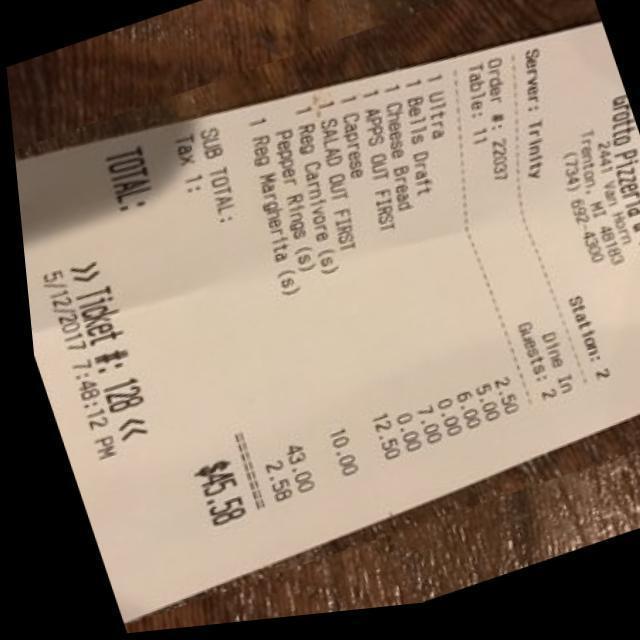 Grotto Pizzeria
2441 Van Horn
Trenton, MI 48183
(734) 692-4330
Station: 2
Server: Trinity
Order #: 22037 Dine In
Table: 11 Guests: 2
1 Ultra 2.50
1 Bells Draft 5.00
1 Cheese Bread 6.00
1 APPS OUT FIRST 0.00
1 Caprese 7.00
1 SALAD OUT FIRST 0.00
1 Reg Carnivore (s) 12.50
Pepper Rings (s)
1 Reg Margherita (s) 10.00
SUB TOTAL: 43.00
Tax 1: 2.58
TOTAL: $45.58
>> Ticket #: 128 <<
5/12/2017 7:48:12 PM